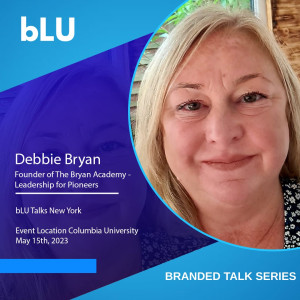 bLU
Debbie Bryan
Founder of The Bryan Academy -
Leadership for Pioneers
bLU Talks New York
Event Location Columbia University
May 15th, 2023
BRANDED TALK SERIES